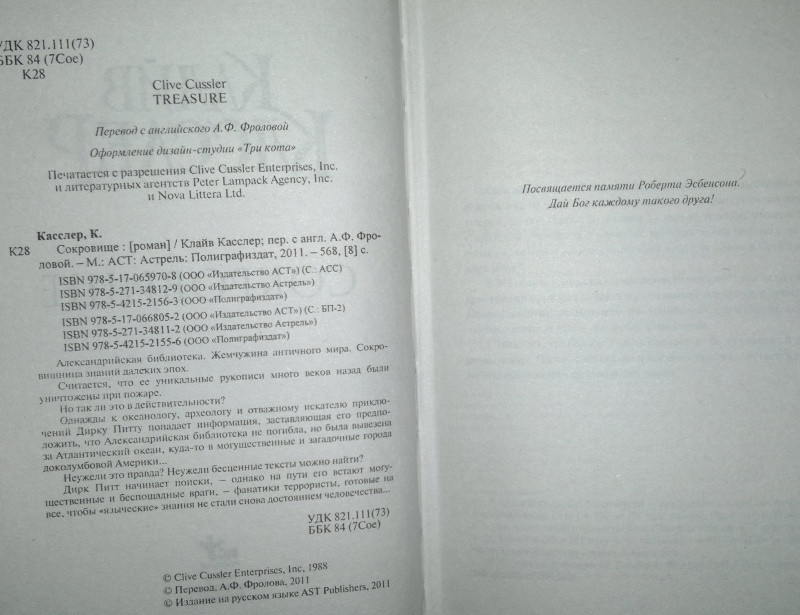 УДК 821.111(73)
ББК 84 (7Сое)
К28
Clive Cussler
TREASURE
Перевод с английского А.Ф. Фроловой
Оформление дизайн-студии «Три кота»
Печатается с разрешения Clive Cussler Enterprises, Inc.
и литературных агентств Peter Lampack Agency, Inc.
и Nova Littera Ltd.
Касслер, К.
К28 Сокровище : [роман] / Клайв Касслер; пер. с англ. А.Ф. Фро-
ловой. – М.: АСТ: Астрель: Полиграфиздат, 2011. – 568, [8] с.
ISBN 978-5-17-065970-8 (ООО «Издательство АСТ») (С.: АСС)
ISBN 978-5-271-34812-9 (ООО «Издательство Астрель»)
ISBN 978-5-4215-2156-3 (ООО «Полиграфиздат»)
ISBN 978-5-17-066805-2 (ООО «Издательство АСТ») (С.: БП-2)
ISBN 978-5-271-34811-2 (ООО «Издательство Астрель»)
ISBN 978-5-4215-2155-6 (ООО «Полиграфиздат»)
Александрийская библиотека. Жемчужина античного мира. Сокро-
вищница знаний далеких эпох.
Считается, что ее уникальные рукописи много веков назад были
уничтожены при пожаре.
Но так ли это в действительности?
Однажды к океанологу, археологу и отважному искателю приклю-
чений Дирку Питту попадает информация, заставляющая его предпо-
ложить, что Александрийская библиотека не погибла, но была вывезена
за Атлантический океан, куда-то в могущественные и загадочные города
доколумбовой Америки...
Неужели это правда? Неужели бесценные тексты можно найти?
Дирк Питт начинает поиски, – однако на пути его встают могу-
щественные и беспощадные враги, – фанатики террористы, готовые на
все, чтобы «языческие» знания не стали снова достоянием человечества...
УДК 821.111(73)
ББК 84 (7Сое)
© Clive Cussler Enterprises, Inc, 1988
© Перевод. А.Ф. Фролова, 2011
© Издание на русском языке AST Publishers, 2011
Посвящается памяти Роберта Эсбенсона.
Дай Бог каждому такого друга!